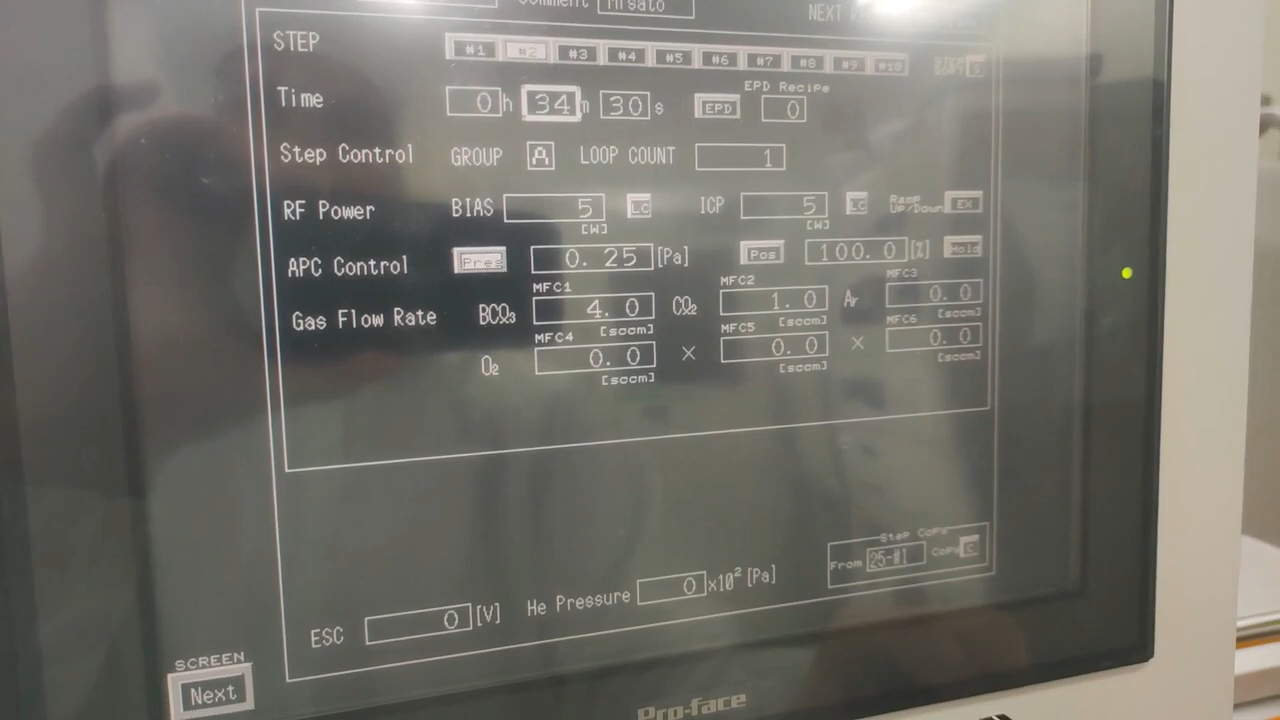 Comment Misato
NEXT
STEP #1 #2 #3 #4 #5 #6 #7 #8 #9 #10
EPD Recipe
Time 0 h 34 m 30 s EPD 0
Step Control GROUP A LOOP COUNT 1
RF Power BIAS 5 [W] LC ICP 5 [W] LC Ramp Up/Down EX
APC Control Pres 0.25 [Pa] Pos 100.0 [%] Hold
MFC1 MFC2 MFC3
Gas Flow Rate BCl3 4.0 [sccm] CO2 1.0 [sccm] Ar 0.0 [sccm]
MFC4 MFC5 MFC6
O2 0.0 [sccm] × 0.0 [sccm] × 0.0 [sccm]
Step Copy
From 25-#1 Copy C
ESC 0 [V] He Pressure 0 ×10² [Pa]
SCREEN
Next
Pro-face